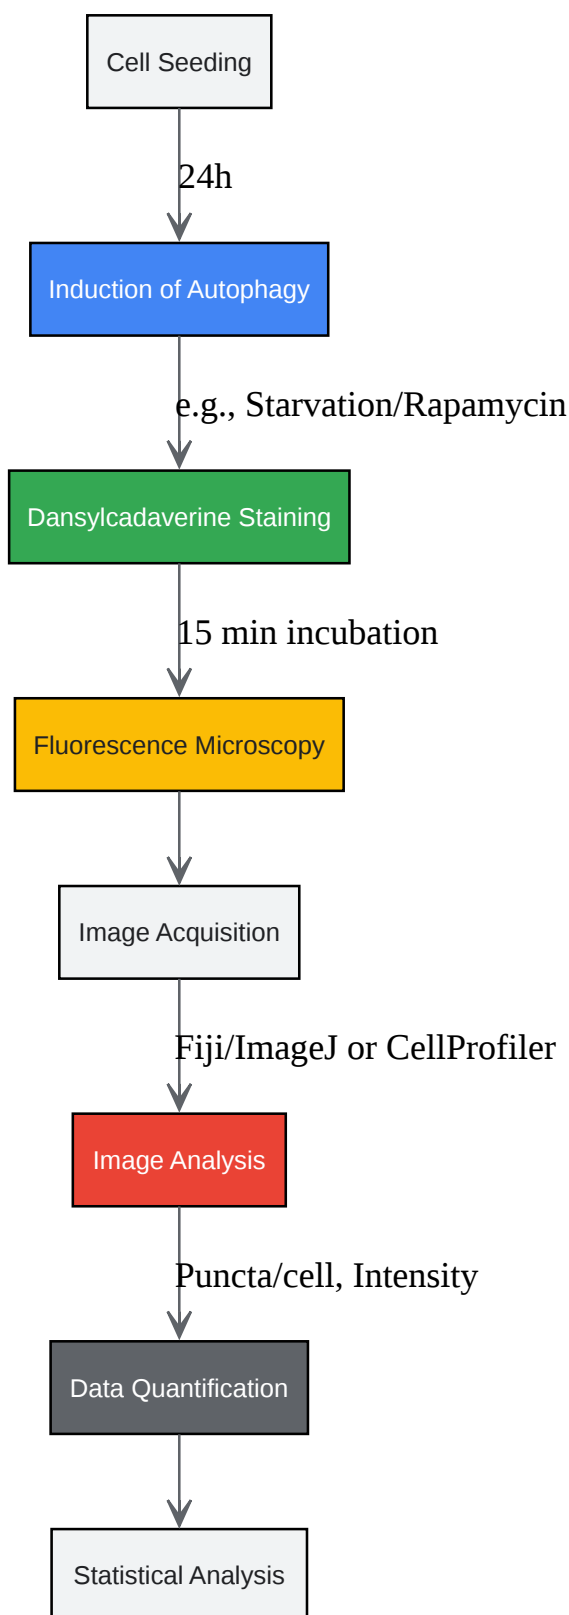 Cell Seeding
24h
Induction of Autophagy
e.g., Starvation/Rapamycin
Dansylcadaverine Staining
15 min incubation
Fluorescence Microscopy
Image Acquisition
Fiji/ImageJ or CellProfiler
Image Analysis
Puncta/cell, Intensity
Data Quantification
Statistical Analysis